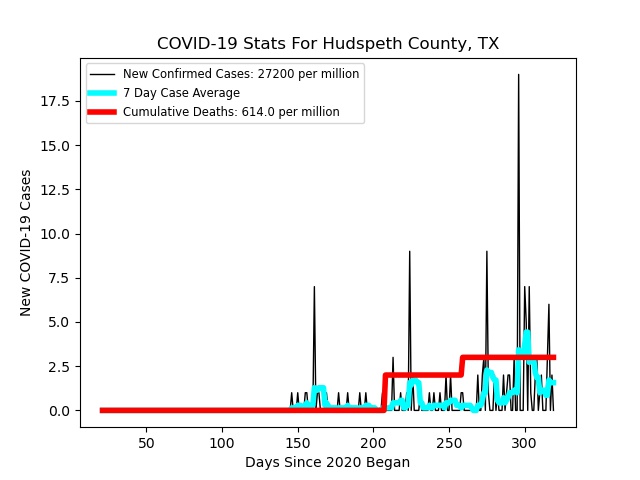 COVID-19 Stats For Hudspeth County, TX
New Confirmed Cases: 27200 per million
7 Day Case Average
Cumulative Deaths: 614.0 per million
New COVID-19 Cases
17.5
15.0
12.5
10.0
7.5
5.0
2.5
0.0
50 100 150 200 250 300
Days Since 2020 Began